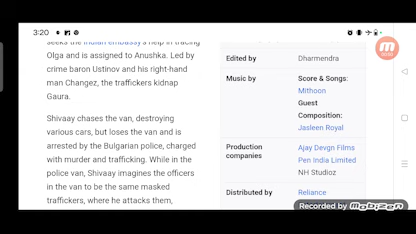 3:20
seeks the Indian embassy's help in tracing
Olga and is assigned to Anushka. Led by
crime baron Ustinov and his right-hand
man Changez, the traffickers kidnap
Gaura.
Shivaay chases the van, destroying
various cars, but loses the van and is
arrested by the Bulgarian police, charged
with murder and trafficking. While in the
police van, Shivaay imagines the officers
in the van to be the same masked
traffickers, where he attacks them,
Edited by Dharmendra
Music by Score & Songs:
Mithoon
Guest
Composition:
Jasleen Royal
Production Ajay Devgn Films
companies Pen India Limited
NH Studioz
Distributed by Reliance
Recorded by Mobizen